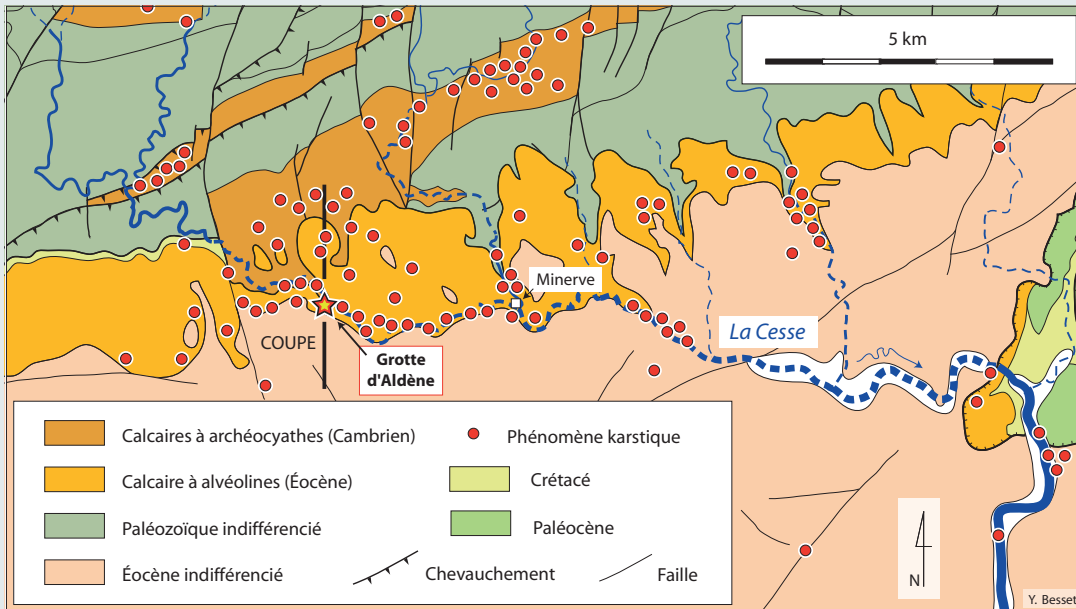 5 km
Minerve
La Cesse
COUPE
Grotte
d'Aldène
Calcaires à archéocyathes (Cambrien)
Phénomène karstique
Calcaire à alvéolines (Éocène)
Crétacé
Paléozoïque indifférencié
Paléocène
Éocène indifférencié
Chevauchement
Faille
N
Y. Besset